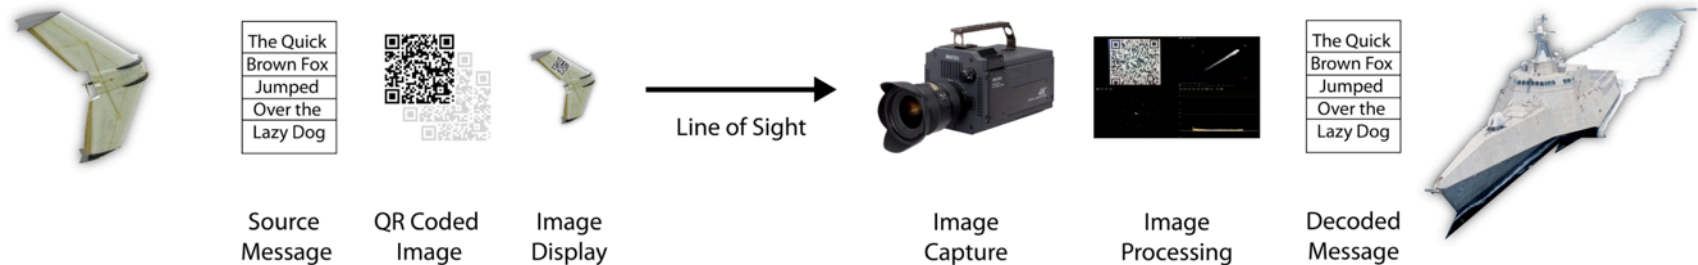 The Quick
Brown Fox
Jumped
Over the
Lazy Dog
Source
Message
QR Coded
Image
Image
Display
Line of Sight
Image
Capture
Image
Processing
The Quick
Brown Fox
Jumped
Over the
Lazy Dog
Decoded
Message